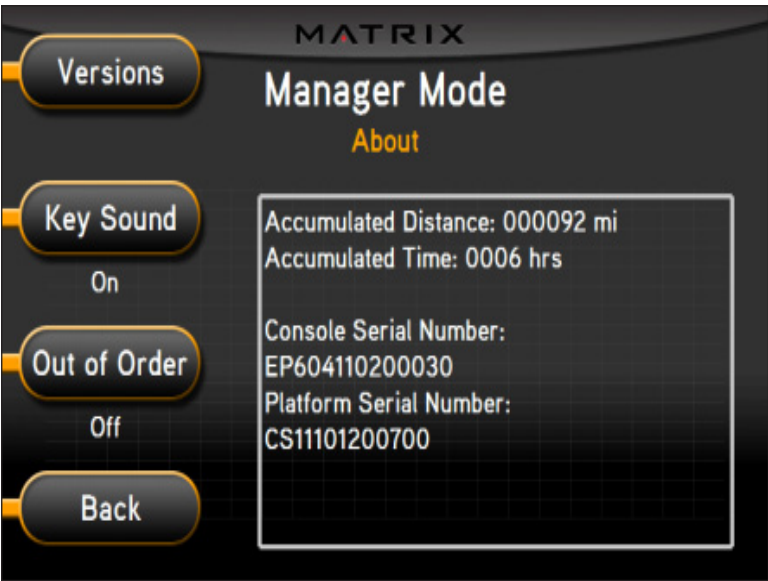 MATRIX
Versions
Manager Mode
About
Key Sound
On
Out of Order
Off
Back
Accumulated Distance: 000092 mi
Accumulated Time: 0006 hrs
Console Serial Number:
EP604110200030
Platform Serial Number:
CS11101200700